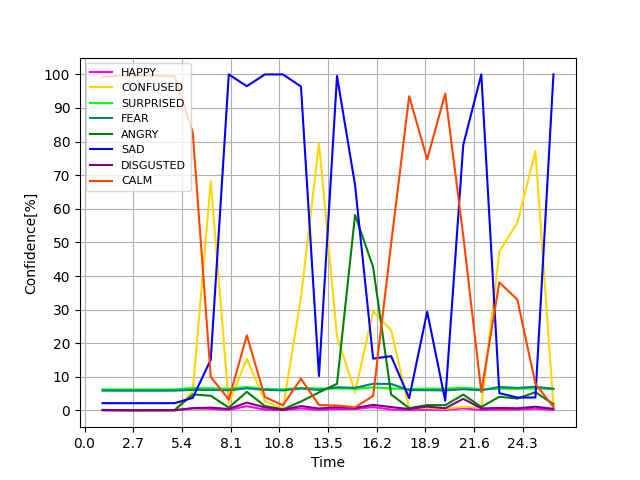 HAPPY
CONFUSED
SURPRISED
FEAR
ANGRY
SAD
DISGUSTED
CALM
Confidence[%]
100
90
80
70
60
50
40
30
20
10
0
0.0 2.7 5.4 8.1 10.8 13.5 16.2 18.9 21.6 24.3
Time